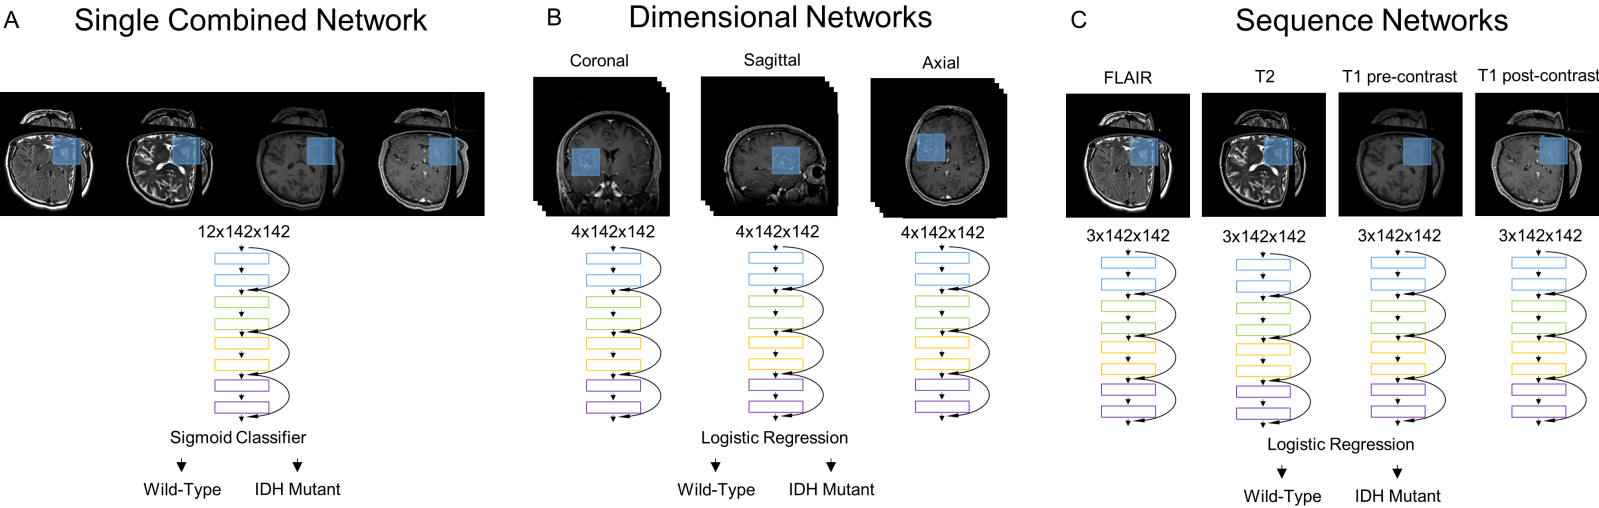 A
Single Combined Network
12x142x142
Sigmoid Classifier
Wild-Type
IDH Mutant
B
Dimensional Networks
Coronal
Sagittal
Axial
4x142x142
4x142x142
4x142x142
Logistic Regression
Wild-Type
IDH Mutant
C
Sequence Networks
FLAIR
T2
T1 pre-contrast
T1 post-contrast
3x142x142
3x142x142
3x142x142
3x142x142
Logistic Regression
Wild-Type
IDH Mutant